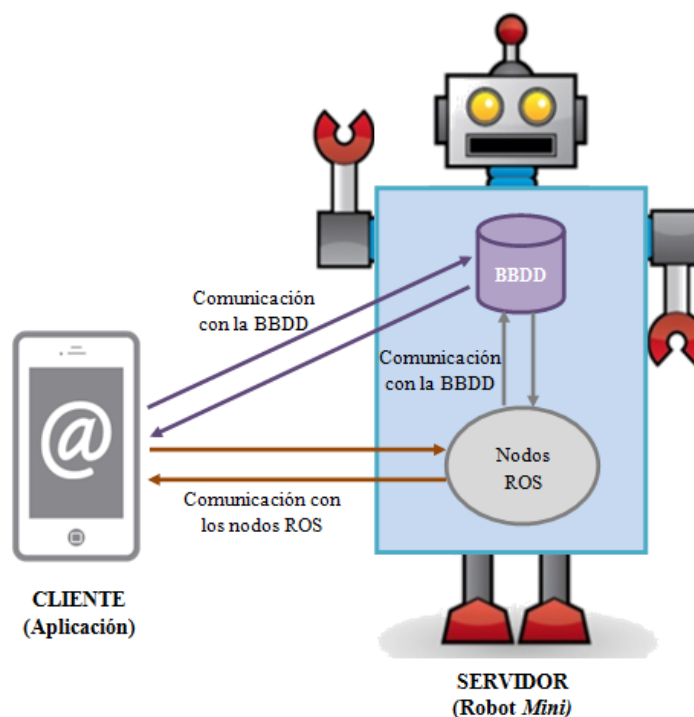 BBDD
Comunicación
con la BBDD
Comunicación
con la BBDD
@
Nodos
ROS
Comunicación con
los nodos ROS
CLIENTE
(Aplicación)
SERVIDOR
(Robot Mini)